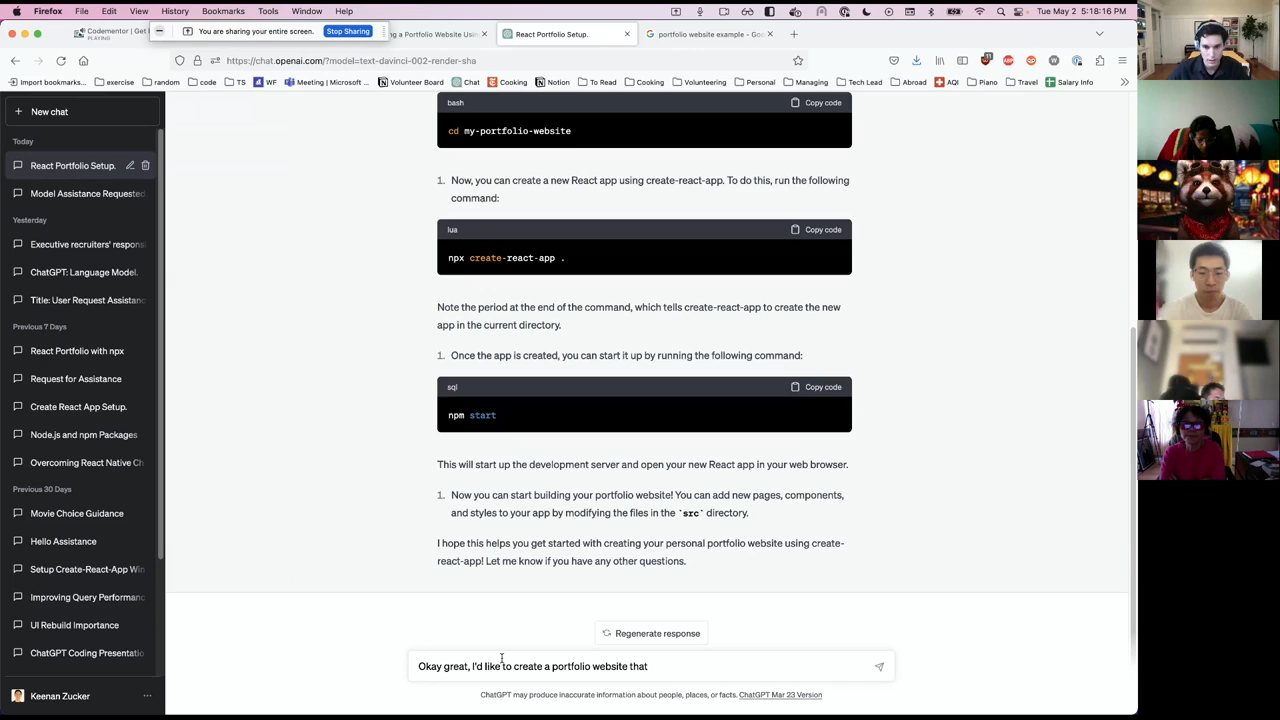 Firefox File Edit View History Bookmarks Tools Window Help
Tue May 2 5:18:16 PM
Codementor | Get
PLAYING
You are sharing your entire screen. Stop Sharing
g a Portfolio Website Usin
React Portfolio Setup.
portfolio website example - Goo
https://chat.openai.com/?model=text-davinci-002-render-sha
Import bookmarks... exercise random code TS WF Meeting | Microsoft ... Volunteer Board Chat Cooking Notion To Read Cooking Volunteering Personal Managing Tech Lead Abroad AQI Piano Travel Salary Info
New chat
Today
React Portfolio Setup.
Model Assistance Requested
Yesterday
Executive recruiters' respons
ChatGPT: Language Model.
Title: User Request Assistanc
Previous 7 Days
React Portfolio with npx
Request for Assistance
Create React App Setup.
Node.js and npm Packages
Overcoming React Native Ch
Previous 30 Days
Movie Choice Guidance
Hello Assistance
Setup Create-React-App Win
Improving Query Performanc
UI Rebuild Importance
ChatGPT Coding Presentatio
Keenan Zucker
bash Copy code
cd my-portfolio-website
1. Now, you can create a new React app using create-react-app. To do this, run the following
command:
lua Copy code
npx create-react-app .
Note the period at the end of the command, which tells create-react-app to create the new
app in the current directory.
1. Once the app is created, you can start it up by running the following command:
sql Copy code
npm start
This will start up the development server and open your new React app in your web browser.
1. Now you can start building your portfolio website! You can add new pages, components,
and styles to your app by modifying the files in the `src` directory.
I hope this helps you get started with creating your personal portfolio website using create-
react-app! Let me know if you have any other questions.
Regenerate response
Okay great, I'd like to create a portfolio website that
ChatGPT may produce inaccurate information about people, places, or facts. ChatGPT Mar 23 Version